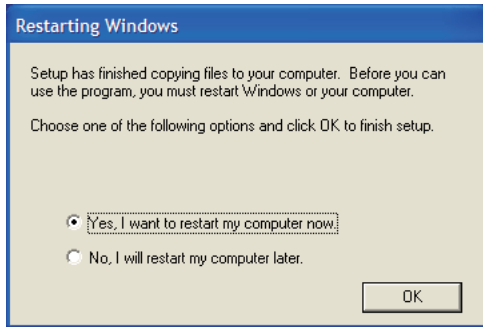 Restarting Windows
Setup has finished copying files to your computer. Before you can
use the program, you must restart Windows or your computer.
Choose one of the following options and click OK to finish setup.
Yes, I want to restart my computer now.
No, I will restart my computer later.
OK